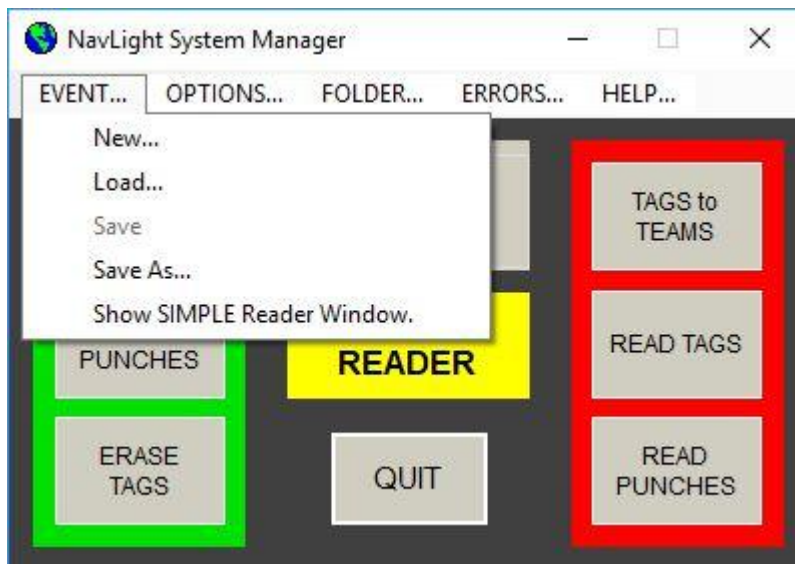 NavLight System Manager
EVENT... OPTIONS... FOLDER... ERRORS... HELP...
New...
Load...
Save
Save As...
Show SIMPLE Reader Window.
TAGS to
TEAMS
PUNCHES
READER
READ TAGS
ERASE
TAGS
QUIT
READ
PUNCHES